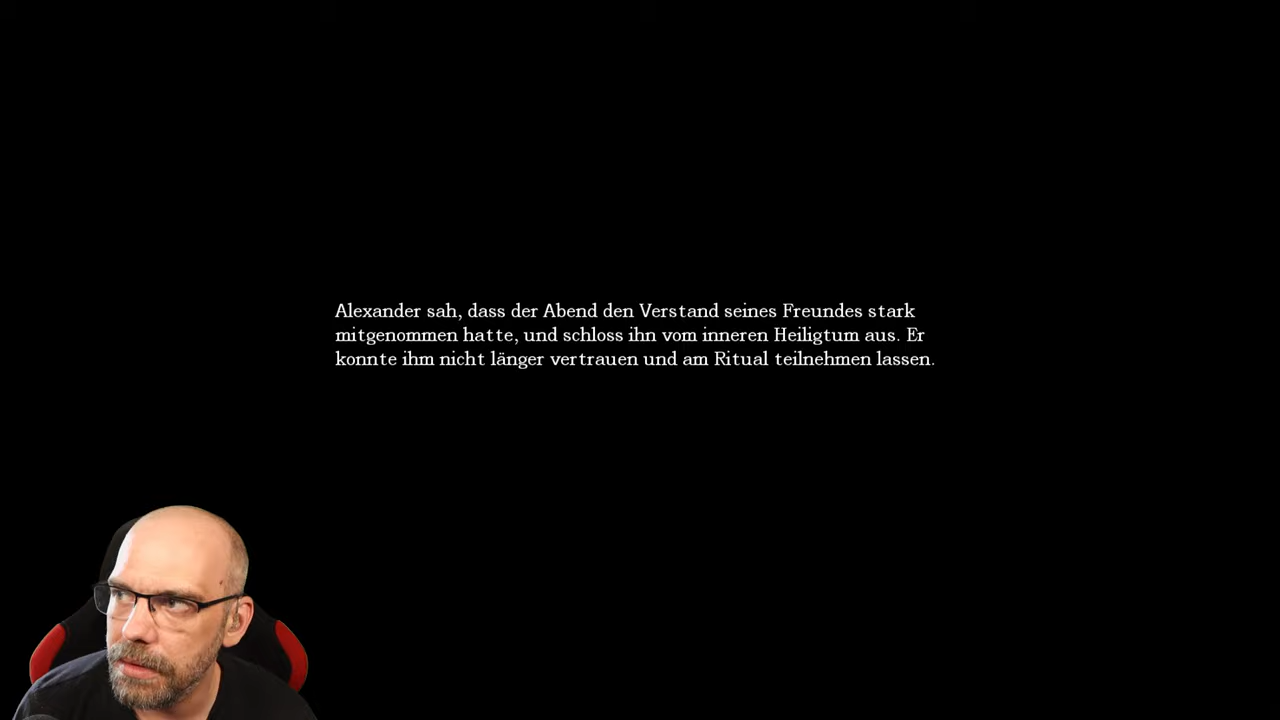 Alexander sah, dass der Abend den Verstand seines Freundes stark
mitgenommen hatte, und schloss ihn vom inneren Heiligtum aus. Er
konnte ihm nicht länger vertrauen und am Ritual teilnehmen lassen.